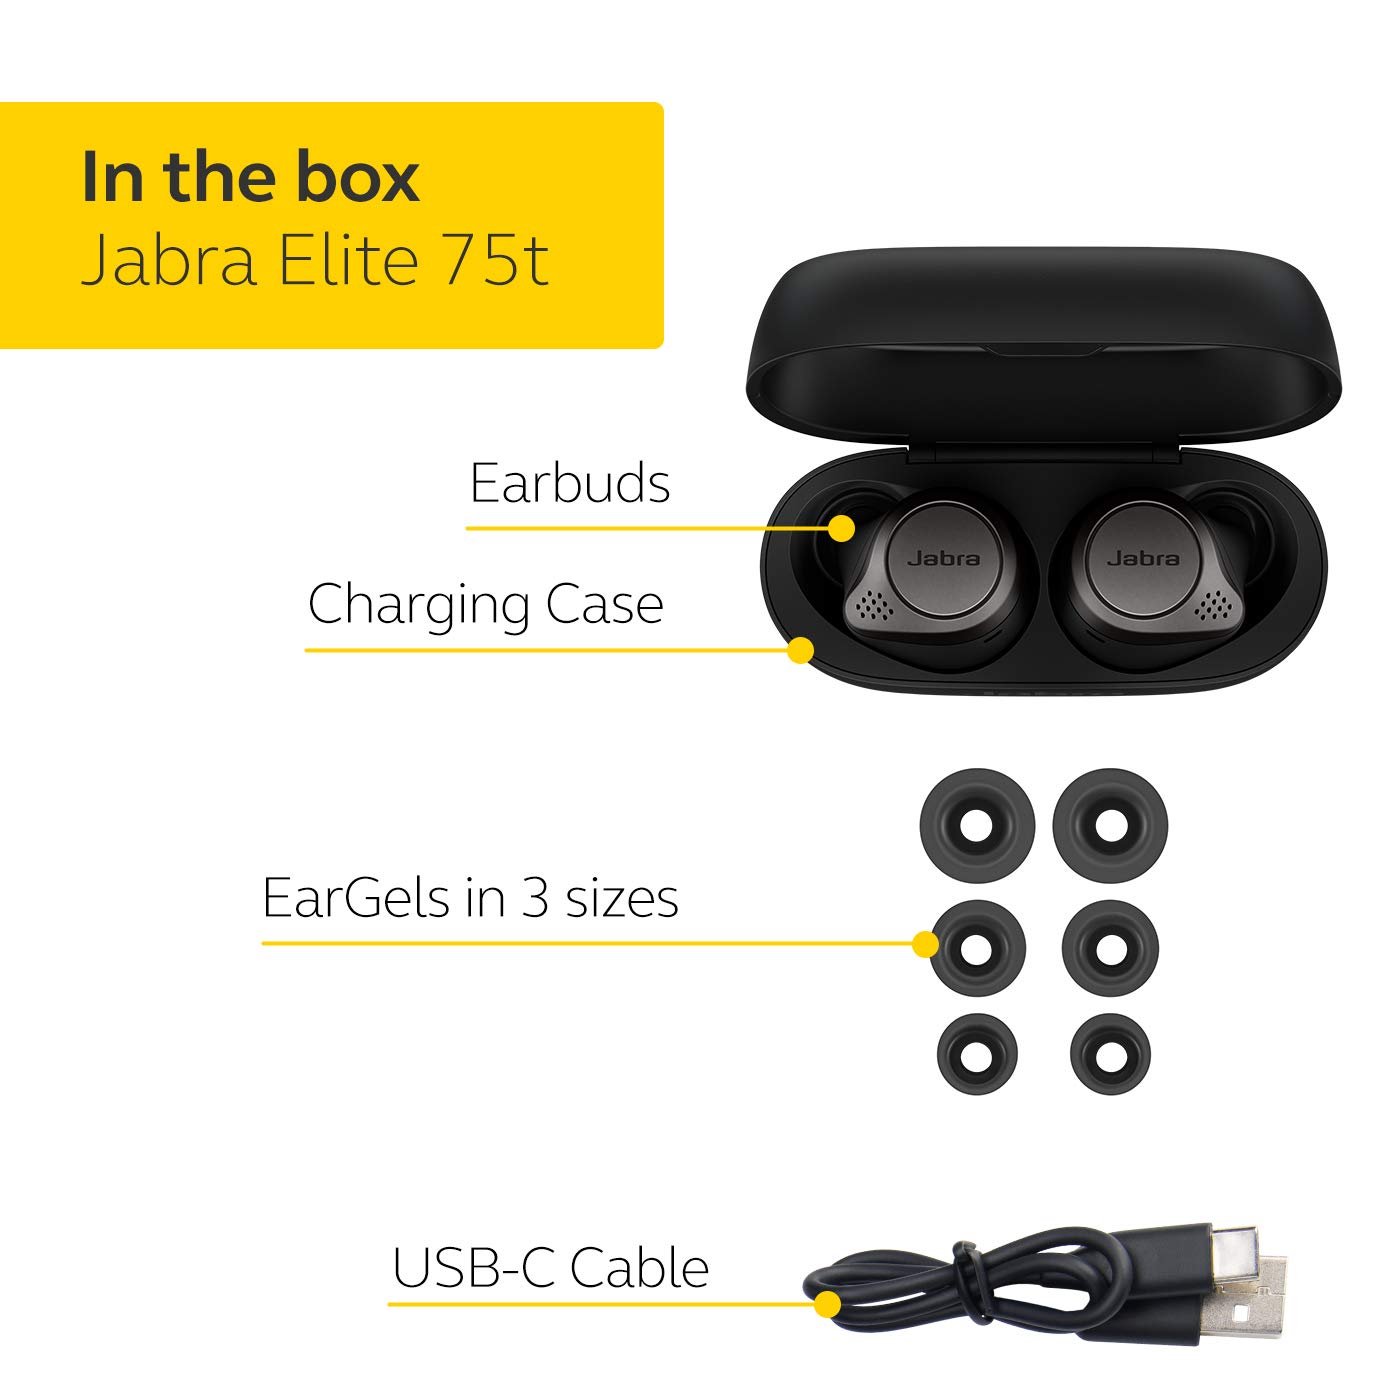 In the box
Jabra Elite 75t
Earbuds
Jabra
Jabra
Charging Case
EarGels in 3 sizes
USB-C Cable